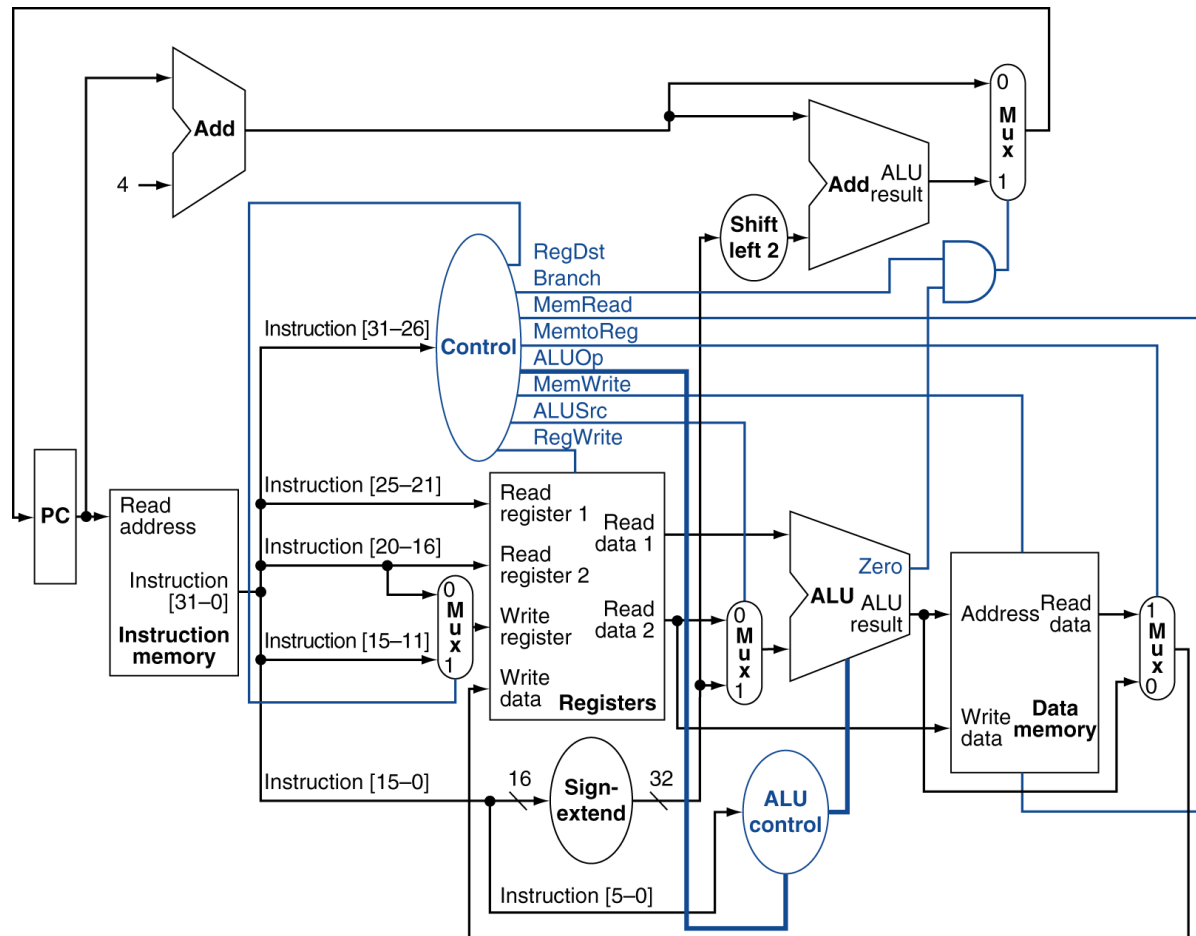 Add
4
0
M
u
x
1
Add
ALU
result
Shift
left 2
RegDst
Branch
MemRead
MemtoReg
ALUOp
MemWrite
ALUSrc
RegWrite
Control
Instruction [31–26]
Instruction [25–21]
Instruction [20–16]
Instruction [15–11]
Instruction [15–0]
Instruction [5–0]
PC
Read
address
Instruction
[31–0]
Instruction
memory
0
M
u
x
1
Read
register 1
Read
register 2
Write
register
Write
data
Read
data 1
Read
data 2
Registers
0
M
u
x
1
Zero
ALU
ALU
result
Address
Read
data
Write
data
Data
memory
1
M
u
x
0
16
Sign-
extend
32
ALU
control